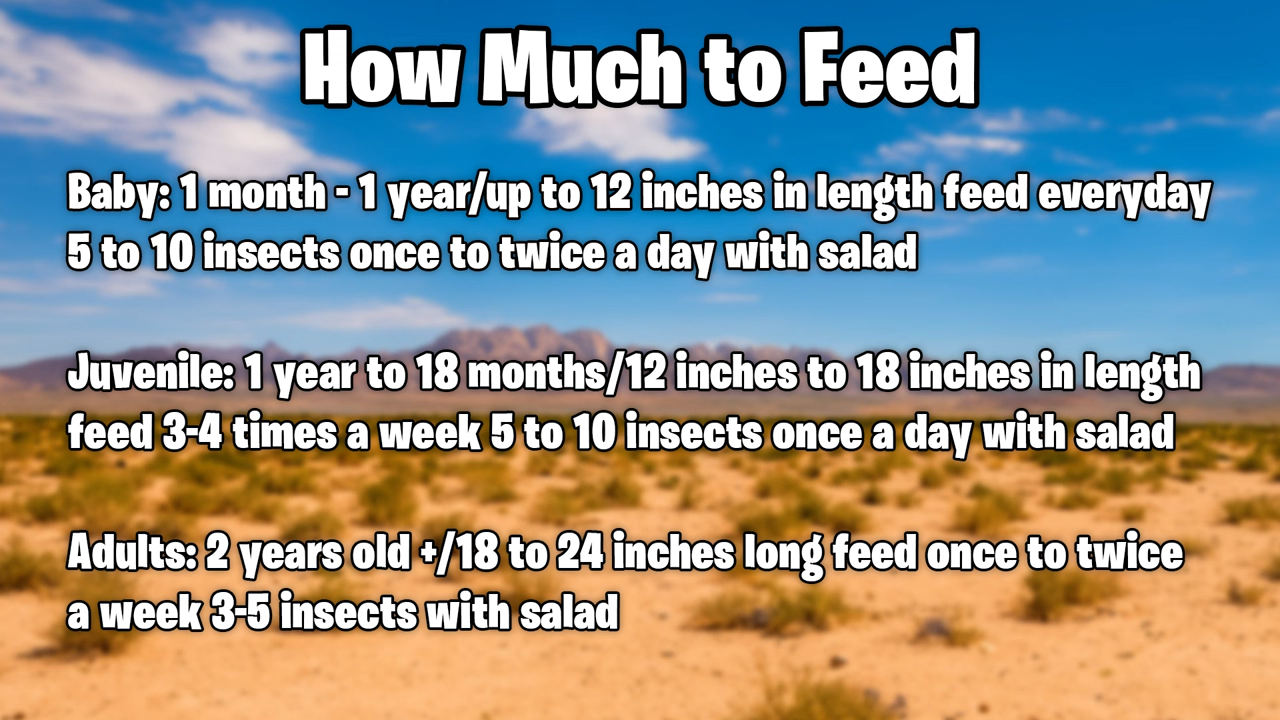 How Much to Feed
Baby: 1 month - 1 year/up to 12 inches in length feed everyday
5 to 10 insects once to twice a day with salad
Juvenile: 1 year to 18 months/12 inches to 18 inches in length
feed 3-4 times a week 5 to 10 insects once a day with salad
Adults: 2 years old +/18 to 24 inches long feed once to twice
a week 3-5 insects with salad